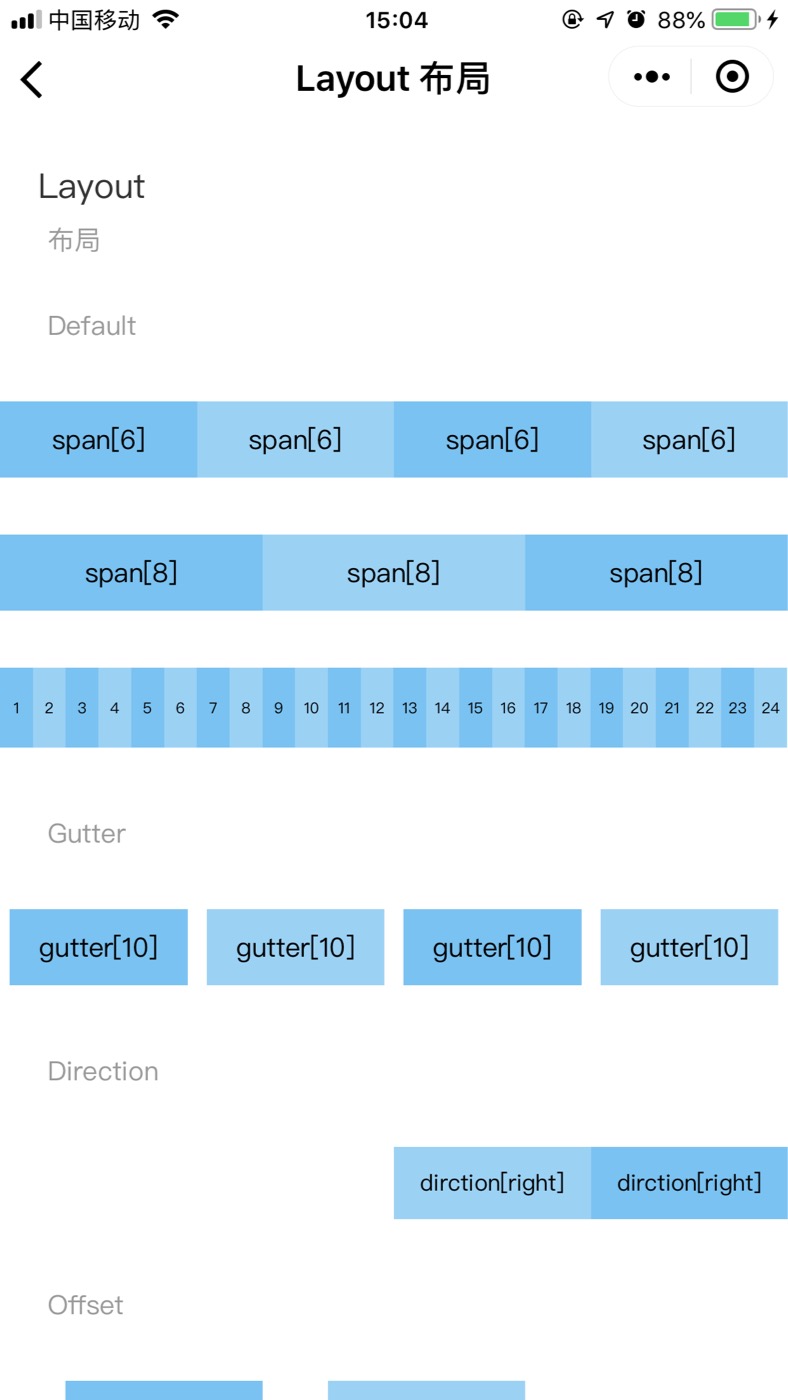 中国移动 15:04 88%
Layout 布局
Layout
布局
Default
span[6] span[6] span[6] span[6]
span[8] span[8] span[8]
1 2 3 4 5 6 7 8 9 10 11 12 13 14 15 16 17 18 19 20 21 22 23 24
Gutter
gutter[10] gutter[10] gutter[10] gutter[10]
Direction
dirction[right] dirction[right]
Offset